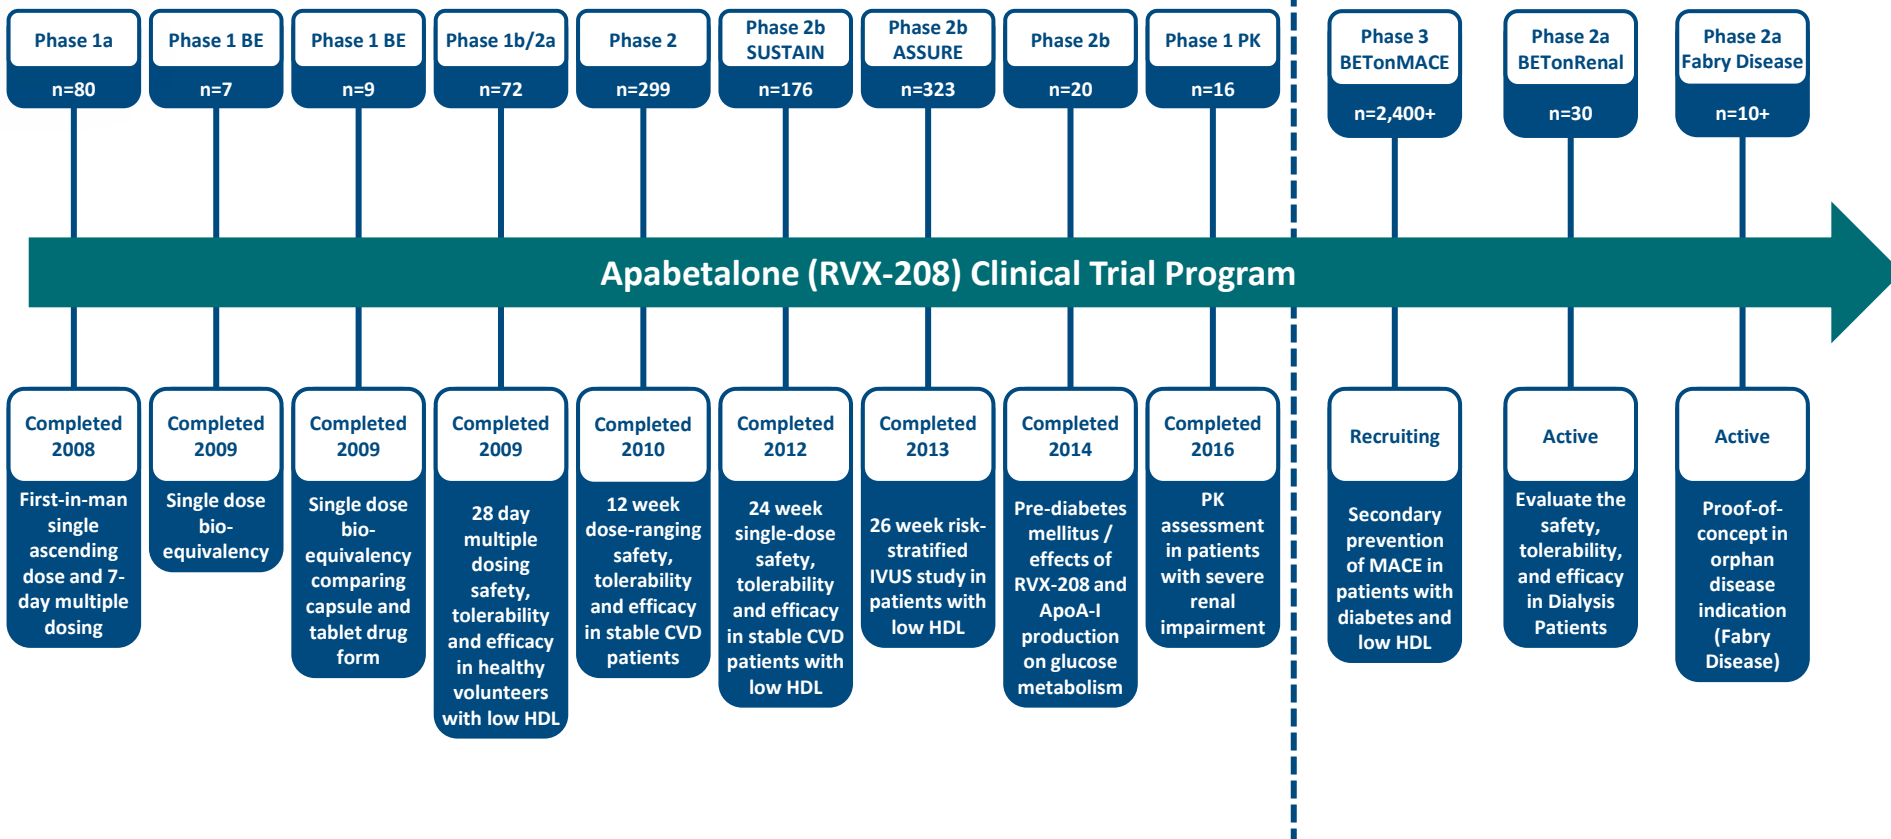 Phase 1a
n=80
Phase 1 BE
n=7
Phase 1 BE
n=9
Phase 1b/2a
n=72
Phase 2
n=299
Phase 2b
SUSTAIN
n=176
Phase 2b
ASSURE
n=323
Phase 2b
n=20
Phase 1 PK
n=16
Phase 3
BETonMACE
n=2,400+
Phase 2a
BETonRenal
n=30
Phase 2a
Fabry Disease
n=10+
Apabetalone (RVX-208) Clinical Trial Program
Completed
2008
First-in-man
single
ascending
dose and 7-
day multiple
dosing
Completed
2009
Single dose
bio-
equivalency
Completed
2009
Single dose
bio-
equivalency
comparing
capsule and
tablet drug
form
Completed
2009
28 day
multiple
dosing
safety,
tolerability
and efficacy
in healthy
volunteers
with low HDL
Completed
2010
12 week
dose-ranging
safety,
tolerability
and efficacy
in stable CVD
patients
Completed
2012
24 week
single-dose
safety,
tolerability
and efficacy
in stable CVD
patients with
low HDL
Completed
2013
26 week risk-
stratified
IVUS study in
patients with
low HDL
Completed
2014
Pre-diabetes
mellitus /
effects of
RVX-208 and
ApoA-I
production
on glucose
metabolism
Completed
2016
PK
assessment
in patients
with severe
renal
impairment
Recruiting
Secondary
prevention
of MACE in
patients with
diabetes and
low HDL
Active
Evaluate the
safety,
tolerability,
and efficacy
in Dialysis
Patients
Active
Proof-of-
concept in
orphan
disease
indication
(Fabry
Disease)